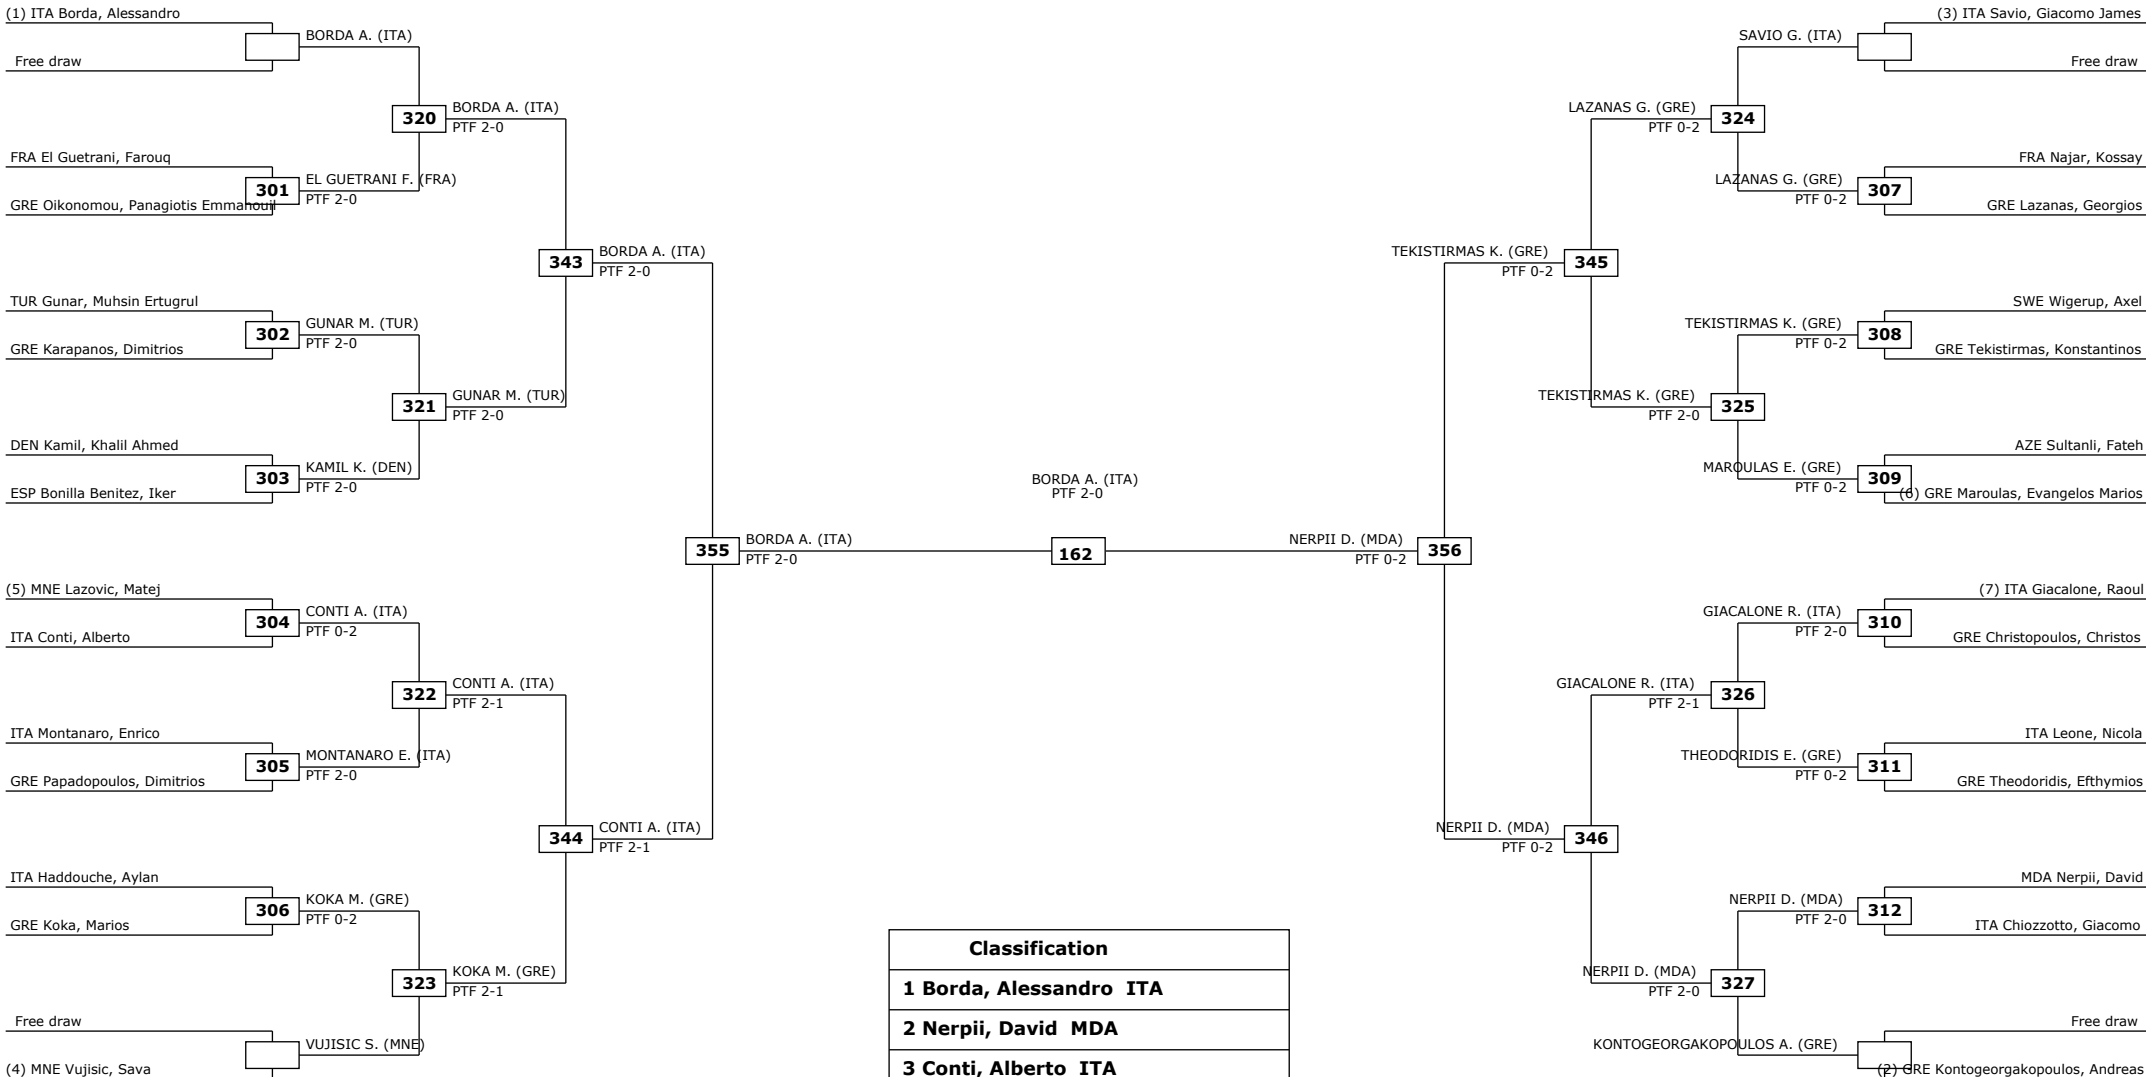 (1) ITA Borda, Alessandro
BORDA A. (ITA)
Free draw
320
BORDA A. (ITA)
PTF 2-0
FRA El Guetrani, Farouq
301
EL GUETRANI F. (FRA)
PTF 2-0
GRE Oikonomou, Panagiotis Emmanouil
343
BORDA A. (ITA)
PTF 2-0
TUR Gunar, Muhsin Ertugrul
302
GUNAR M. (TUR)
PTF 2-0
GRE Karapanos, Dimitrios
321
GUNAR M. (TUR)
PTF 2-0
DEN Kamil, Khalil Ahmed
303
KAMIL K. (DEN)
PTF 2-0
ESP Bonilla Benitez, Iker
355
BORDA A. (ITA)
PTF 2-0
(5) MNE Lazovic, Matej
304
CONTI A. (ITA)
PTF 0-2
ITA Conti, Alberto
322
CONTI A. (ITA)
PTF 2-1
ITA Montanaro, Enrico
305
MONTANARO E. (ITA)
PTF 2-0
GRE Papadopoulos, Dimitrios
344
CONTI A. (ITA)
PTF 2-1
ITA Haddouche, Aylan
306
KOKA M. (GRE)
PTF 0-2
GRE Koka, Marios
323
KOKA M. (GRE)
PTF 2-1
Free draw
VUJISIC S. (MNE)
(4) MNE Vujisic, Sava
BORDA A. (ITA)
PTF 2-0
162
(3) ITA Savio, Giacomo James
SAVIO G. (ITA)
Free draw
LAZANAS G. (GRE)
PTF 0-2
324
FRA Najar, Kossay
LAZANAS G. (GRE)
PTF 0-2
307
GRE Lazanas, Georgios
TEKISTIRMAS K. (GRE)
PTF 0-2
345
SWE Wigerup, Axel
TEKISTIRMAS K. (GRE)
PTF 0-2
308
GRE Tekistirmas, Konstantinos
TEKISTIRMAS K. (GRE)
PTF 2-0
325
AZE Sultanli, Fateh
MAROULAS E. (GRE)
PTF 0-2
309
(6) GRE Maroulas, Evangelos Marios
NERPII D. (MDA)
PTF 0-2
356
(7) ITA Giacalone, Raoul
GIACALONE R. (ITA)
PTF 2-0
310
GRE Christopoulos, Christos
GIACALONE R. (ITA)
PTF 2-1
326
ITA Leone, Nicola
THEODORIDIS E. (GRE)
PTF 0-2
311
GRE Theodoridis, Efthymios
NERPII D. (MDA)
PTF 0-2
346
MDA Nerpii, David
NERPII D. (MDA)
PTF 2-0
312
ITA Chiozzotto, Giacomo
NERPII D. (MDA)
PTF 2-0
327
Free draw
KONTOGEORGAKOPOULOS A. (GRE)
(2) GRE Kontogeorgakopoulos, Andreas
Classification
1 Borda, Alessandro ITA
2 Nerpii, David MDA
3 Conti, Alberto ITA